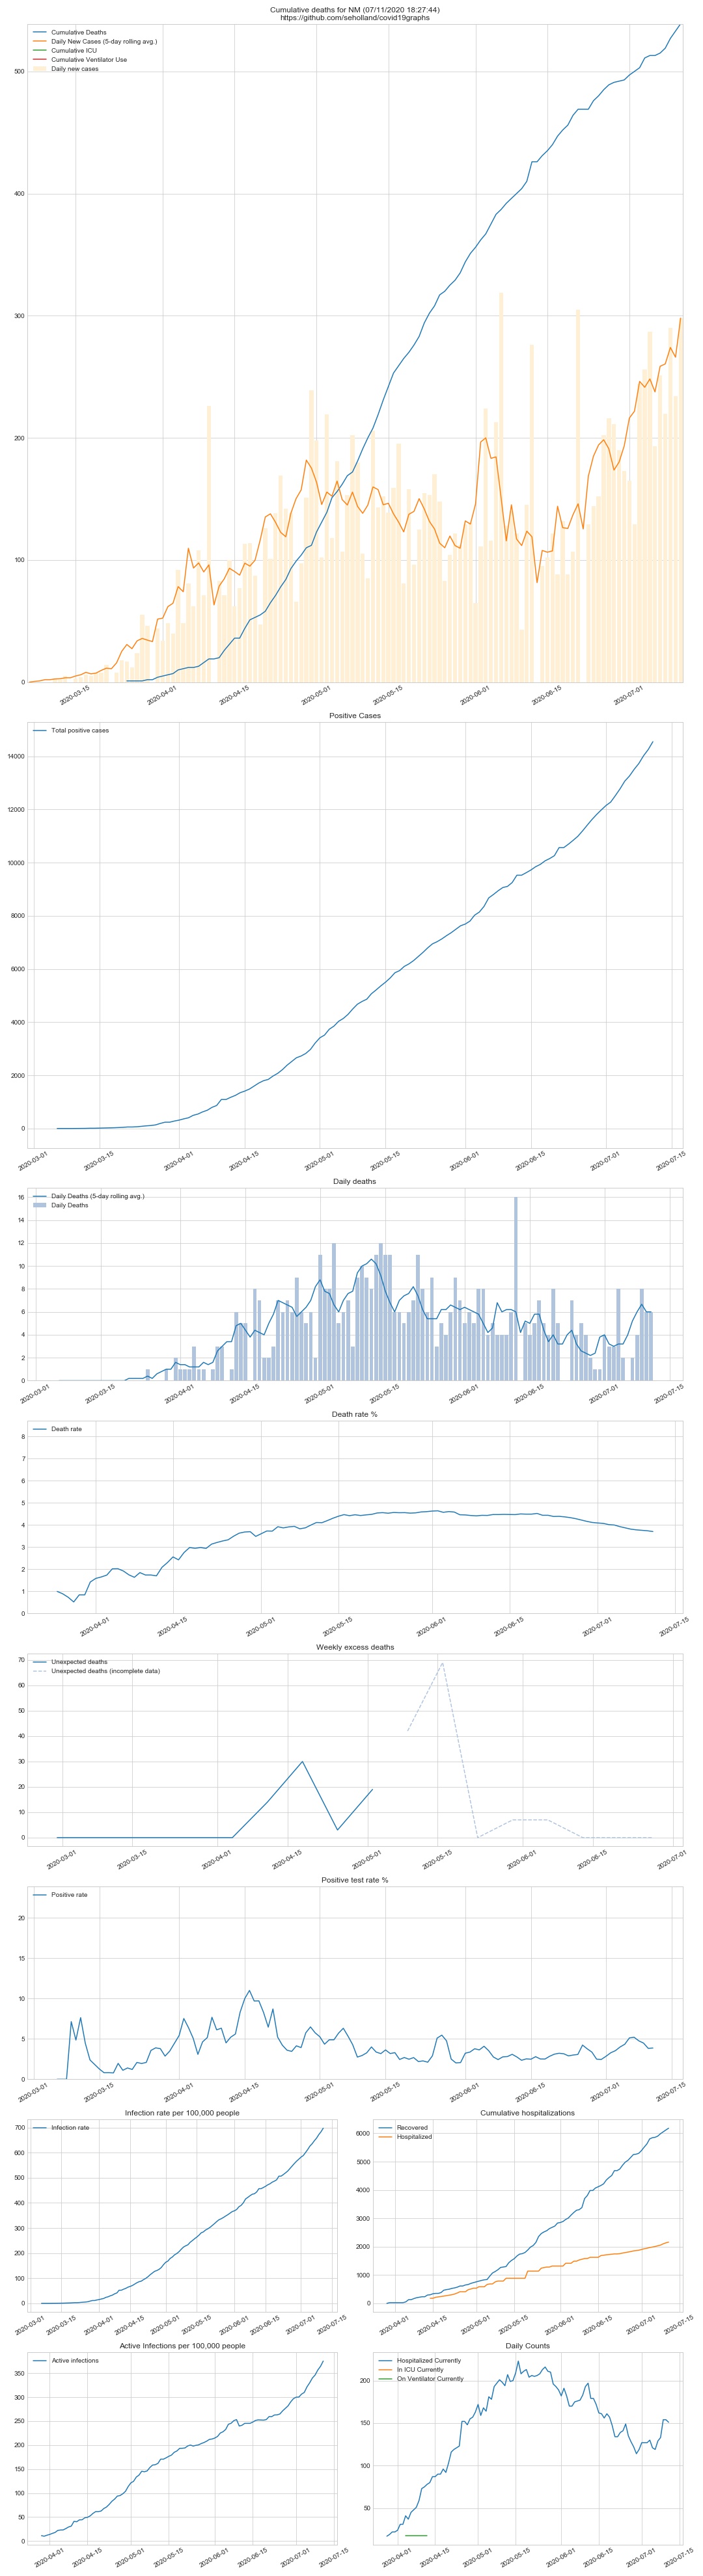 Cumulative deaths for NM (07/11/2020 18:27:44)
https://github.com/seholland/covid19graphs
Cumulative Deaths
Daily New Cases (5-day rolling avg.)
Cumulative ICU
Cumulative Ventilator Use
Daily new cases
500
400
300
200
100
0
2020-03-15 2020-04-01 2020-04-15 2020-05-01 2020-05-15 2020-06-01 2020-06-15 2020-07-01
Positive Cases
Total positive cases
14000
12000
10000
8000
6000
4000
2000
0
2020-03-01 2020-03-15 2020-04-01 2020-04-15 2020-05-01 2020-05-15 2020-06-01 2020-06-15 2020-07-01 2020-07-15
Daily deaths
Daily Deaths (5-day rolling avg.)
Daily Deaths
16
14
12
10
8
6
4
2
0
2020-03-01 2020-03-15 2020-04-01 2020-04-15 2020-05-01 2020-05-15 2020-06-01 2020-06-15 2020-07-01 2020-07-15
Death rate %
Death rate
8
7
6
5
4
3
2
1
0
2020-04-01 2020-04-15 2020-05-01 2020-05-15 2020-06-01 2020-06-15 2020-07-01 2020-07-15
Weekly excess deaths
Unexpected deaths
Unexpected deaths (incomplete data)
70
60
50
40
30
20
10
0
2020-03-01 2020-03-15 2020-04-01 2020-04-15 2020-05-01 2020-05-15 2020-06-01 2020-06-15 2020-07-01
Positive test rate %
Positive rate
20
15
10
5
0
2020-03-01 2020-03-15 2020-04-01 2020-04-15 2020-05-01 2020-05-15 2020-06-01 2020-06-15 2020-07-01 2020-07-15
Infection rate per 100,000 people
Infection rate
700
600
500
400
300
200
100
0
2020-03-01 2020-03-15 2020-04-01 2020-04-15 2020-05-01 2020-05-15 2020-06-01 2020-06-15 2020-07-01 2020-07-15
Cumulative hospitalizations
Recovered
Hospitalized
6000
5000
4000
3000
2000
1000
0
2020-04-01 2020-04-15 2020-05-01 2020-05-15 2020-06-01 2020-06-15 2020-07-01 2020-07-15
Active Infections per 100,000 people
Active infections
350
300
250
200
150
100
50
0
2020-04-01 2020-04-15 2020-05-01 2020-05-15 2020-06-01 2020-06-15 2020-07-01 2020-07-15
Daily Counts
Hospitalized Currently
In ICU Currently
On Ventilator Currently
200
150
100
50
2020-04-01 2020-04-15 2020-05-01 2020-05-15 2020-06-01 2020-06-15 2020-07-01 2020-07-15